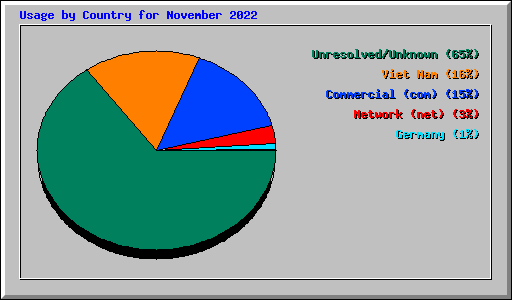 Usage by Country for November 2022
Unresolved/Unknown (65%)
Viet Nam (16%)
Commercial (com) (15%)
Network (net) (3%)
Germany (1%)